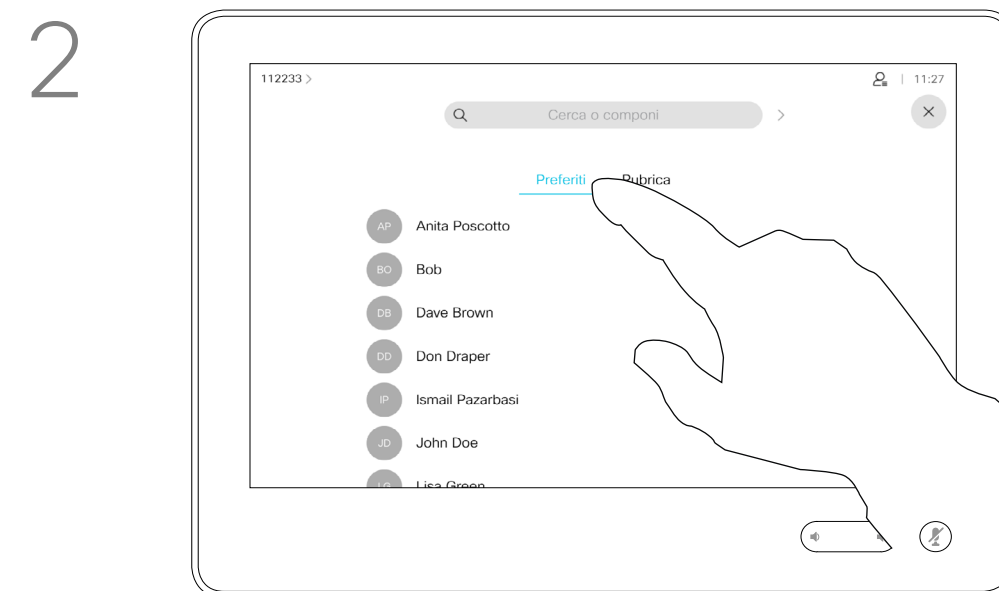 2
112233 >
11:27
Cerca o componi
Preferiti Rubrica
AP Anita Poscotto
BO Bob
DB Dave Brown
DD Don Draper
IP Ismail Pazarbasi
JD John Doe
LG Lisa Green